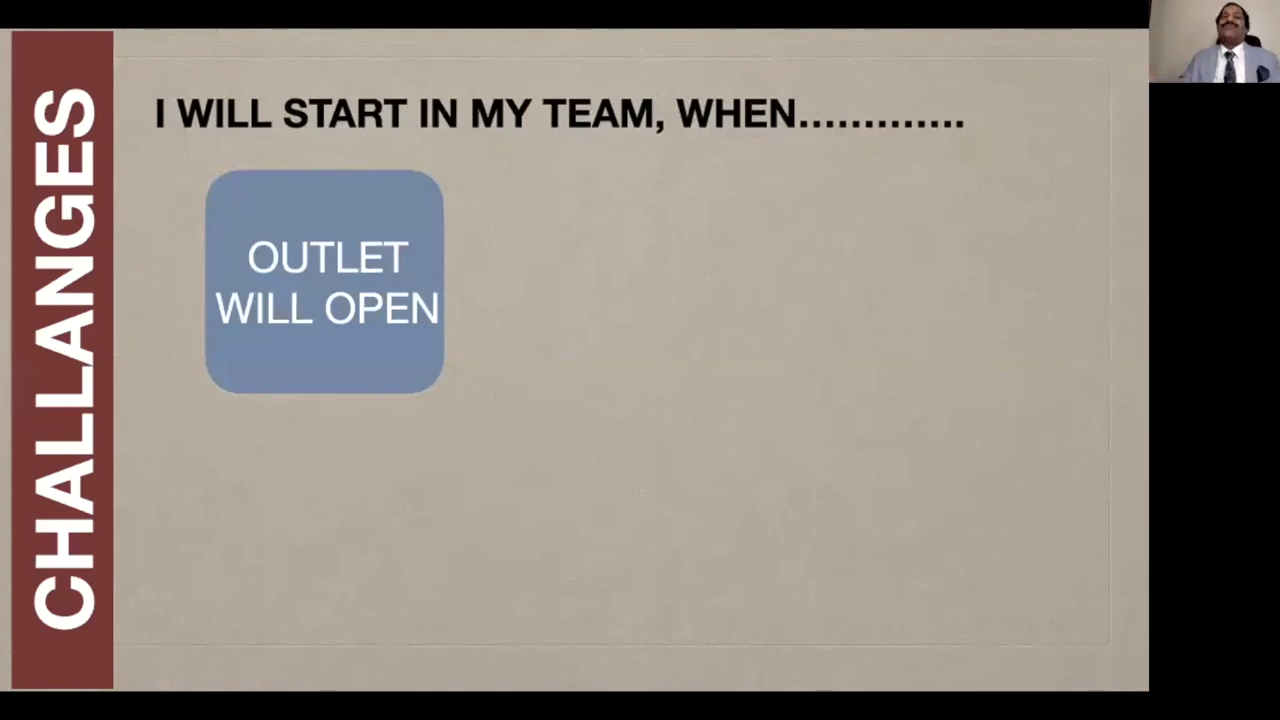 CHALLANGES
I WILL START IN MY TEAM, WHEN.............
OUTLET
WILL OPEN